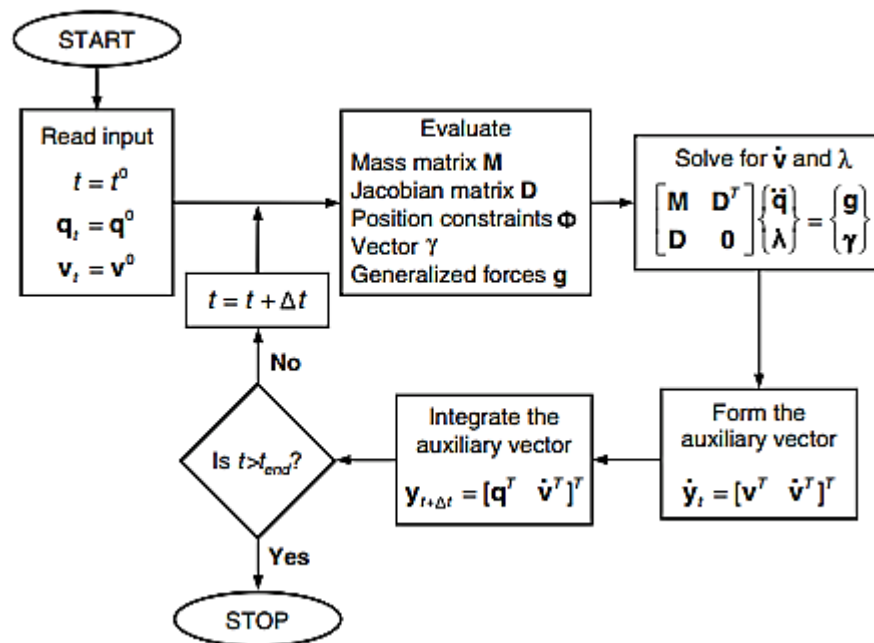 START
Read input
t = t⁰
q_t = q⁰
v_t = v⁰
Evaluate
Mass matrix M
Jacobian matrix D
Position constraints Φ
Vector γ
Generalized forces g
Solve for v̇ and λ
[M Dᵀ] {q̈} = {g}
[D 0] {λ} {γ}
Form the
auxiliary vector
ẏ_t = [vᵀ v̇ᵀ]ᵀ
Integrate the
auxiliary vector
y_{t+Δt} = [qᵀ v̇ᵀ]ᵀ
Is t>t_end?
No
t = t + Δt
Yes
STOP